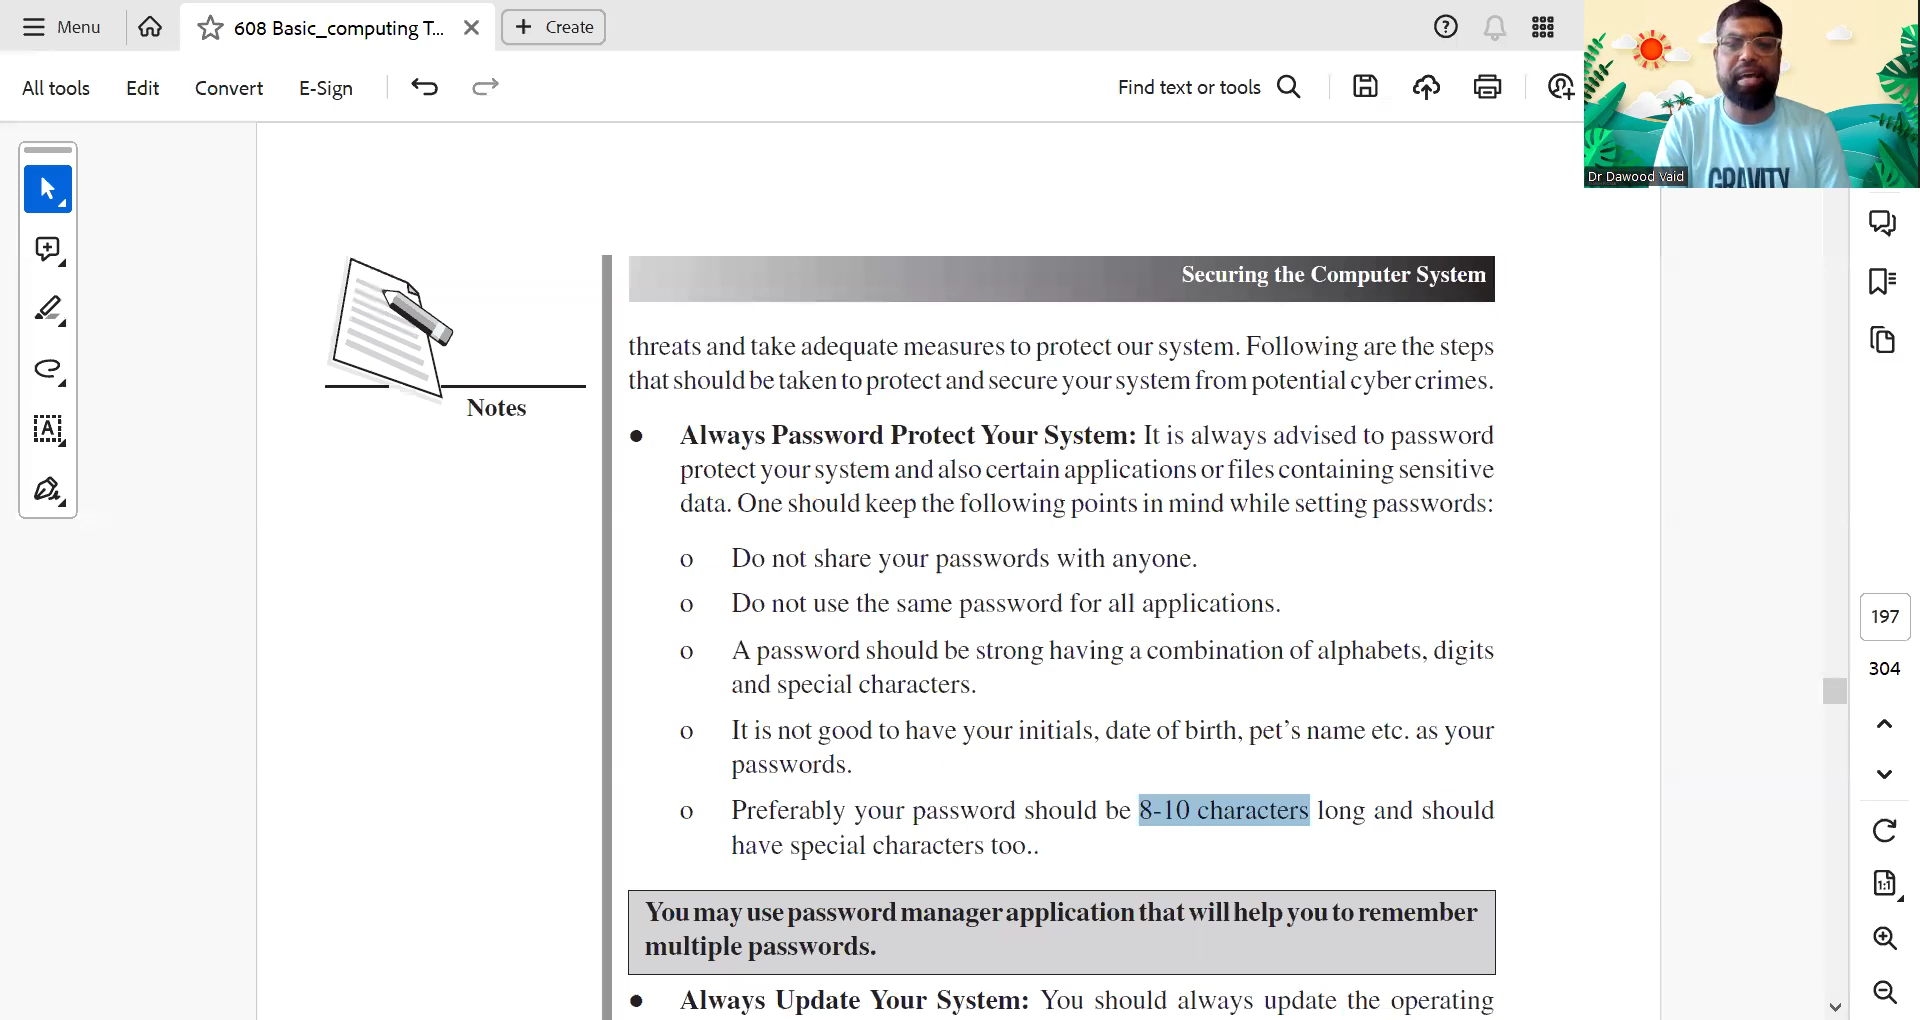 Menu
608 Basic_computing T...
Create
All tools
Edit
Convert
E-Sign
Find text or tools
Dr Dawood Vaid
GRAVITY
Securing the Computer System
Notes
threats and take adequate measures to protect our system. Following are the steps
that should be taken to protect and secure your system from potential cyber crimes.
● Always Password Protect Your System: It is always advised to password
protect your system and also certain applications or files containing sensitive
data. One should keep the following points in mind while setting passwords:
o Do not share your passwords with anyone.
o Do not use the same password for all applications.
o A password should be strong having a combination of alphabets, digits
and special characters.
o It is not good to have your initials, date of birth, pet’s name etc. as your
passwords.
o Preferably your password should be 8-10 characters long and should
have special characters too..
You may use password manager application that will help you to remember
multiple passwords.
● Always Update Your System: You should always update the operating
197
304
1:1